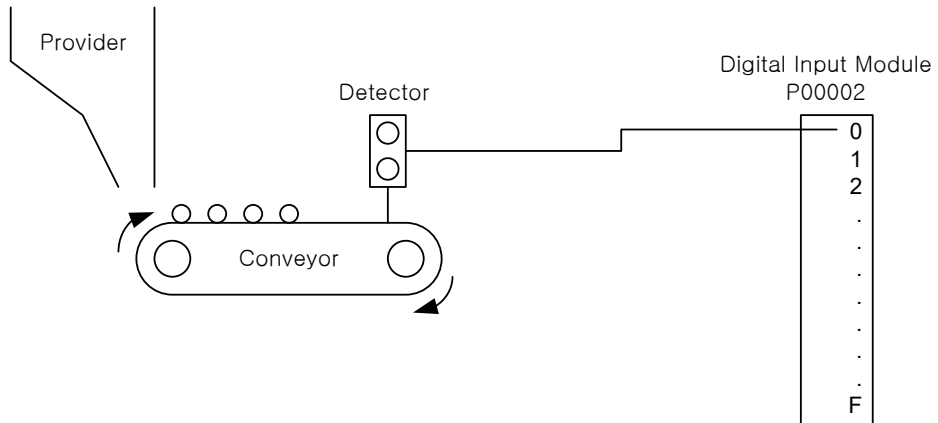 Provider
Digital Input Module
P00002
Detector
0
1
2
.
.
.
.
.
.
.
F
Conveyor